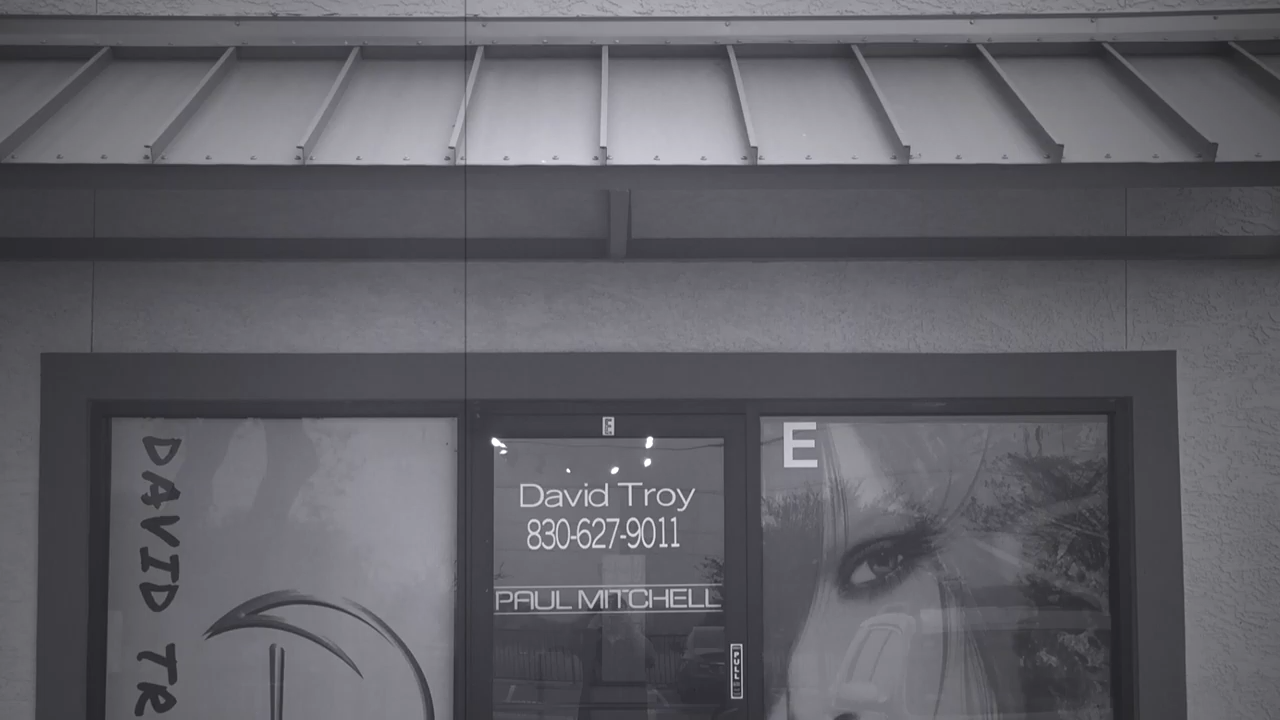 DAVID TR
E
David Troy
830-627-9011
PAUL MITCHELL
PULL
E